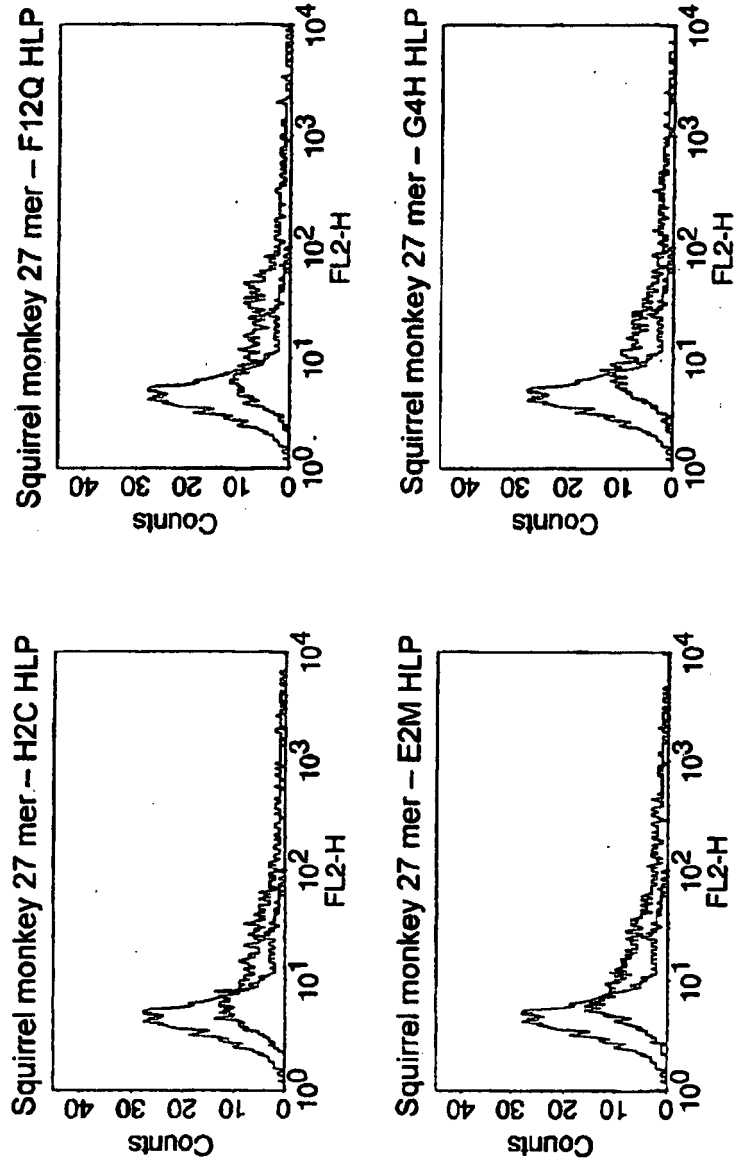 Squirrel monkey 27 mer – H2C HLP
Counts
40
30
20
10
0
10^0 10^1 10^2 10^3 10^4
FL2-H
Squirrel monkey 27 mer – F12Q HLP
Counts
40
30
20
10
0
10^0 10^1 10^2 10^3 10^4
FL2-H
Squirrel monkey 27 mer – E2M HLP
Counts
40
30
20
10
0
10^0 10^1 10^2 10^3 10^4
FL2-H
Squirrel monkey 27 mer – G4H HLP
Counts
40
30
20
10
0
10^0 10^1 10^2 10^3 10^4
FL2-H